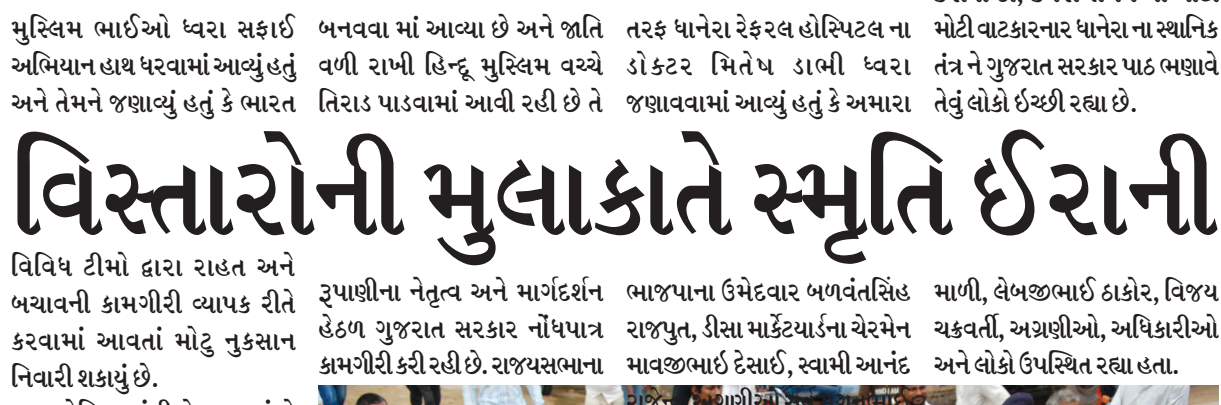 મુસ્લિમ ભાઈઓ ધ્વરા સફાઈ
અભિયાન હાથ ધરવામાં આવ્યું હતું
અને તેમને જણાવ્યું હતું કે ભારત
બનવવા માં આવ્યા છે અને જાતિ
વળી રાખી હિન્દૂ મુસ્લિમ વચ્ચે
તિરાડ પાડવામાં આવી રહી છે તે
તરફ ધાનેરા રેફરલ હોસ્પિટલ ના
ડોક્ટર મિતેષ ડાભી ધ્વરા
જણાવવામાં આવ્યું હતું કે અમારા
મોટી વાટકારનાર ધાનેરા ના સ્થાનિક
તંત્ર ને ગુજરાત સરકાર પાઠ ભણાવે
તેવું લોકો ઇચ્છી રહ્યા છે.
વિસ્તારોની મુલાકાતે સ્મૃતિ ઈરાની
વિવિધ ટીમો દ્વારા રાહત અને
બચાવની કામગીરી વ્યાપક રીતે
કરવામાં આવતાં મોટુ નુકસાન
નિવારી શકાયું છે.
રૂપાણીના નેતૃત્વ અને માર્ગદર્શન
હેઠળ ગુજરાત સરકાર નોંધપાત્ર
કામગીરી કરી રહી છે. રાજયસભાના
ભાજપાના ઉમેદવાર બળવંતસિંહ
રાજપુત, ડીસા માર્કેટયાર્ડના ચેરમેન
માવજીભાઇ દેસાઈ, સ્વામી આનંદ
માળી, લેબજીભાઈ ઠાકોર, વિજય
ચક્રવર્તી, અગ્રણીઓ, અધિકારીઓ
અને લોકો ઉપસ્થિત રહ્યા હતા.